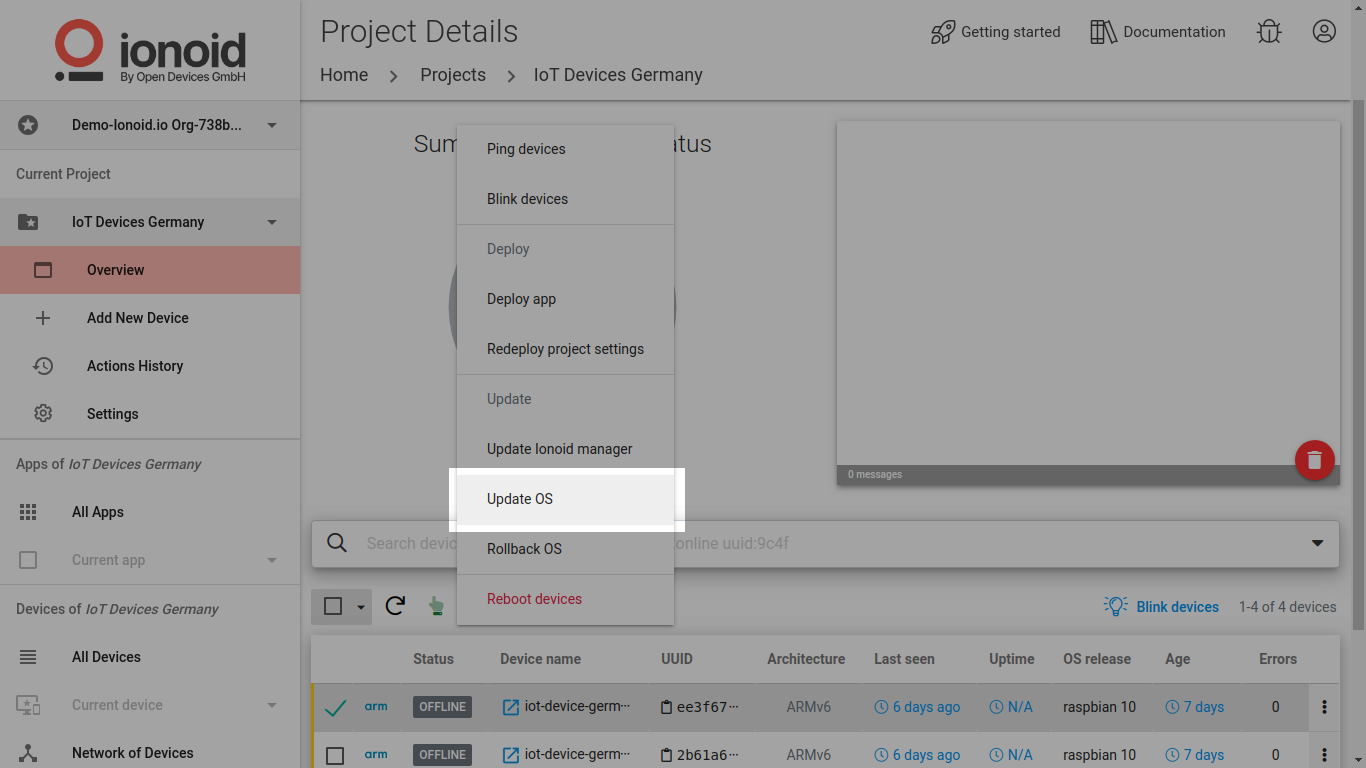 ionoid
By Open Devices GmbH
Demo-Ionoid.io Org-738b...
Current Project
IoT Devices Germany
Overview
Add New Device
Actions History
Settings
Apps of IoT Devices Germany
All Apps
Current app
Devices of IoT Devices Germany
All Devices
Current device
Network of Devices
Project Details
Getting started
Documentation
Home > Projects > IoT Devices Germany
Ping devices
Blink devices
Deploy
Deploy app
Redeploy project settings
Update
Update Ionoid manager
Update OS
Rollback OS
Reboot devices
0 messages
online uuid:9c4f
Blink devices
1-4 of 4 devices
Status Device name UUID Architecture Last seen Uptime OS release Age Errors
arm OFFLINE iot-device-germ··· ee3f67··· ARMv6 6 days ago N/A raspbian 10 7 days 0
arm OFFLINE iot-device-germ··· 2b61a6··· ARMv6 6 days ago N/A raspbian 10 7 days 0